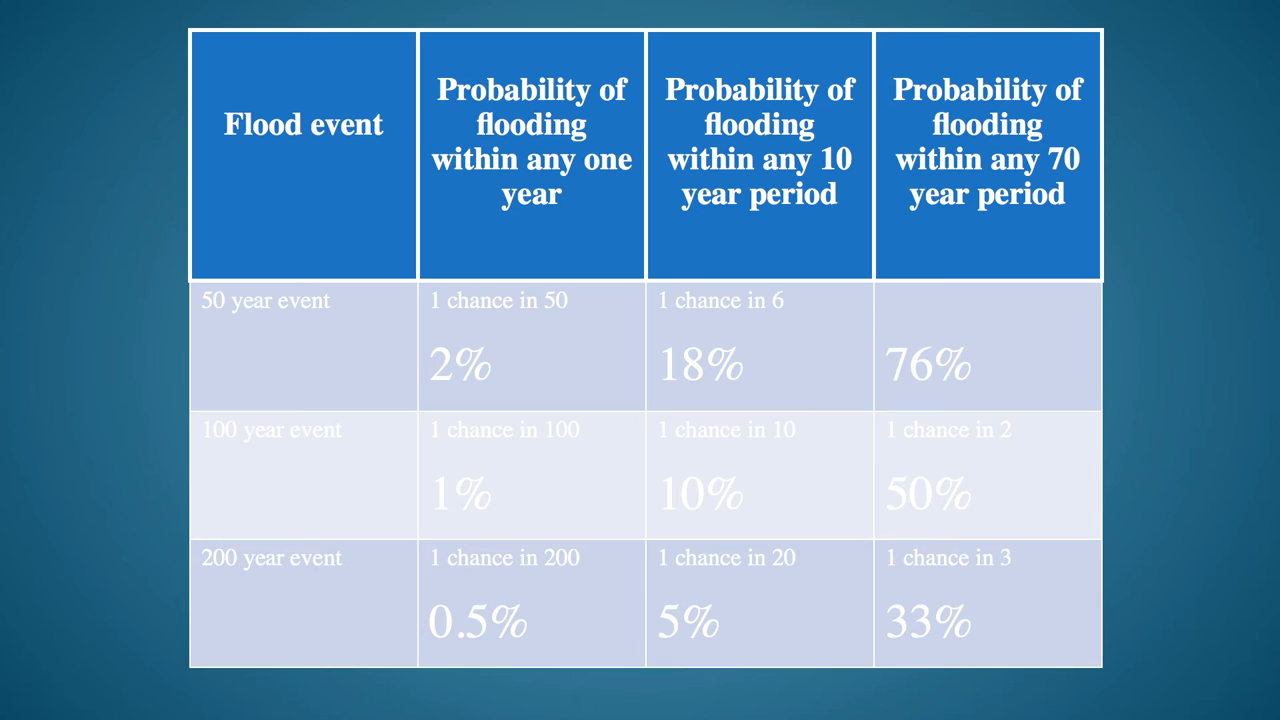 Flood event
Probability of
flooding
within any one
year
Probability of
flooding
within any 10
year period
Probability of
flooding
within any 70
year period
50 year event
1 chance in 50
2%
1 chance in 6
18%
76%
100 year event
1 chance in 100
1%
1 chance in 10
10%
1 chance in 2
50%
200 year event
1 chance in 200
0.5%
1 chance in 20
5%
1 chance in 3
33%